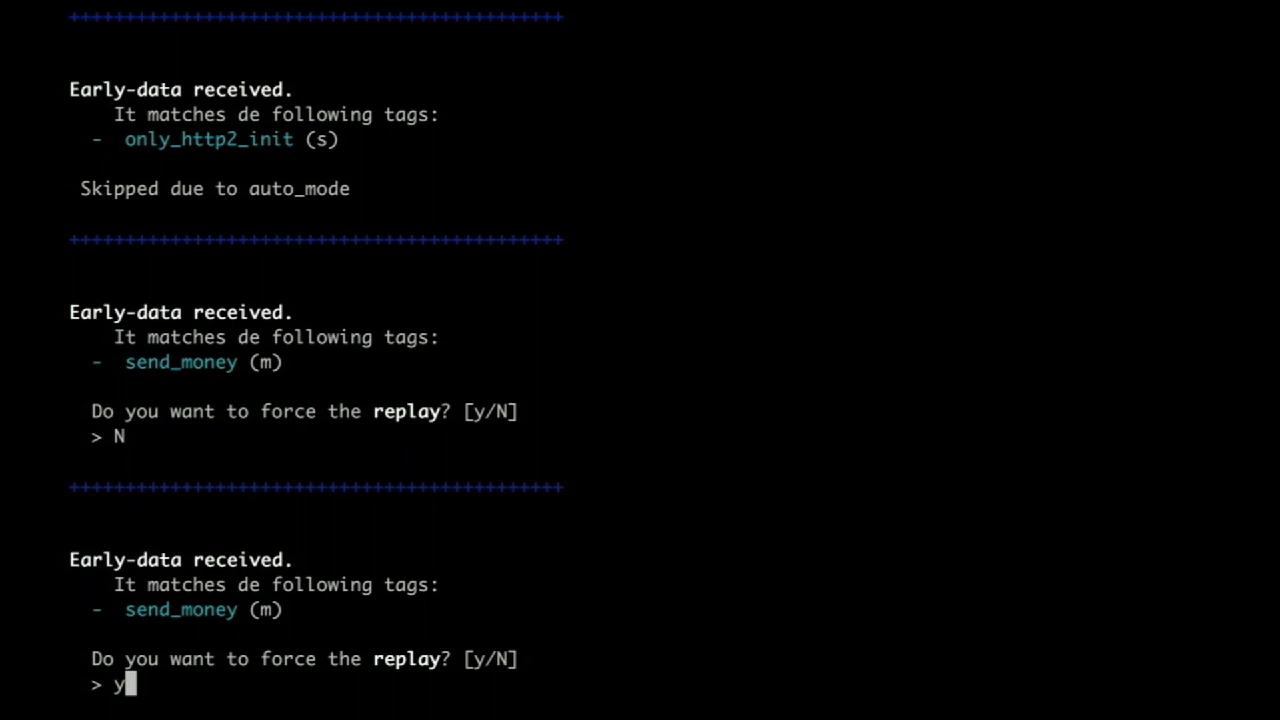 ++++++++++++++++++++++++++++++++++++++++++++
Early-data received.
It matches de following tags:
- only_http2_init (s)
Skipped due to auto_mode
++++++++++++++++++++++++++++++++++++++++++++
Early-data received.
It matches de following tags:
- send_money (m)
Do you want to force the replay? [y/N]
> N
++++++++++++++++++++++++++++++++++++++++++++
Early-data received.
It matches de following tags:
- send_money (m)
Do you want to force the replay? [y/N]
> y